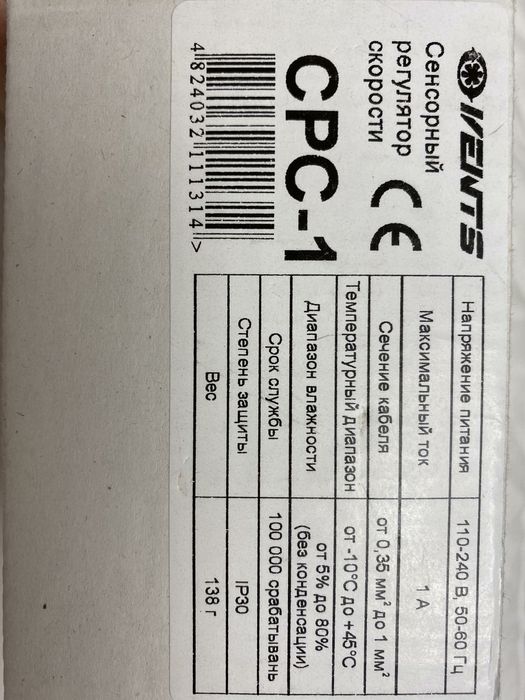 VENTS
Сенсорный
регулятор
скорости
CE
СРС-1
4 824032 111314 >
Напряжение питания 110-240 В, 50-60 Гц
Максимальный ток 1 А
Сечение кабеля от 0,35 мм² до 1 мм²
Температурный диапазон от -10°С до +45°С
Диапазон влажности от 5% до 80%
(без конденсации)
Срок службы 100 000 срабатывань
Степень защиты IP30
Вес 138 г